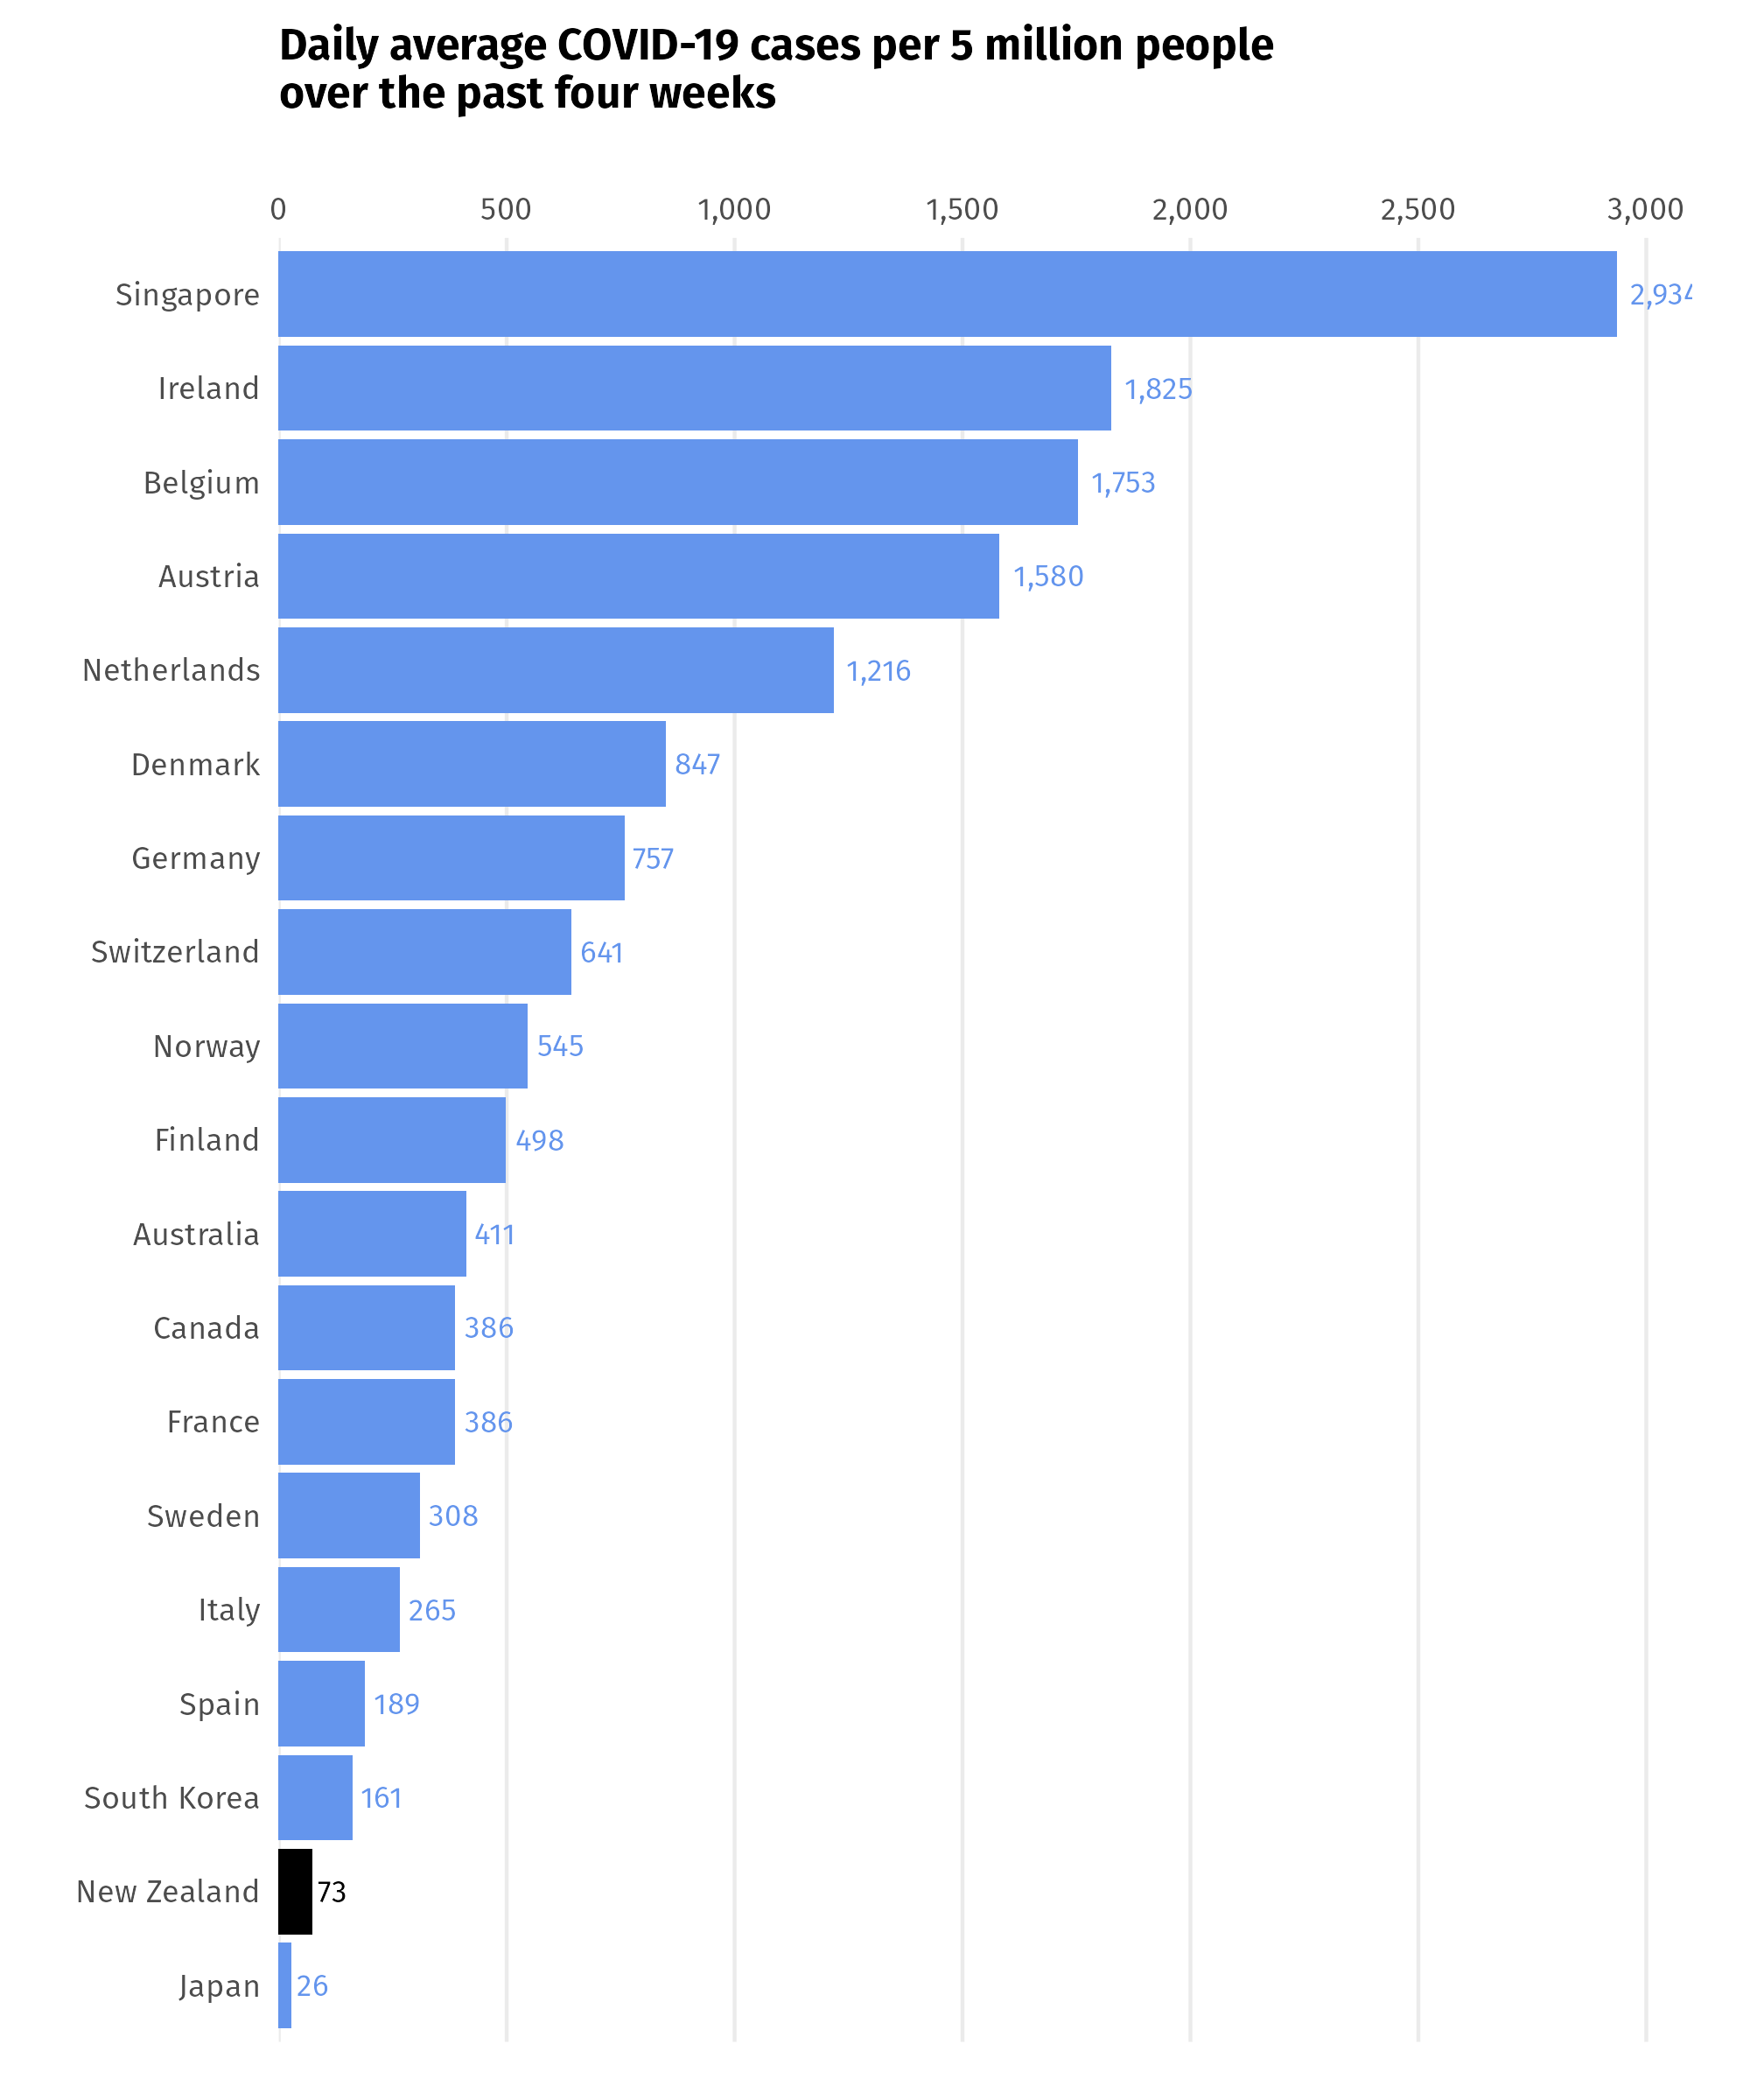 Daily average COVID-19 cases per 5 million people
over the past four weeks
0 500 1,000 1,500 2,000 2,500 3,000
Singapore 2,934
Ireland 1,825
Belgium 1,753
Austria 1,580
Netherlands 1,216
Denmark 847
Germany 757
Switzerland 641
Norway 545
Finland 498
Australia 411
Canada 386
France 386
Sweden 308
Italy 265
Spain 189
South Korea 161
New Zealand 73
Japan 26